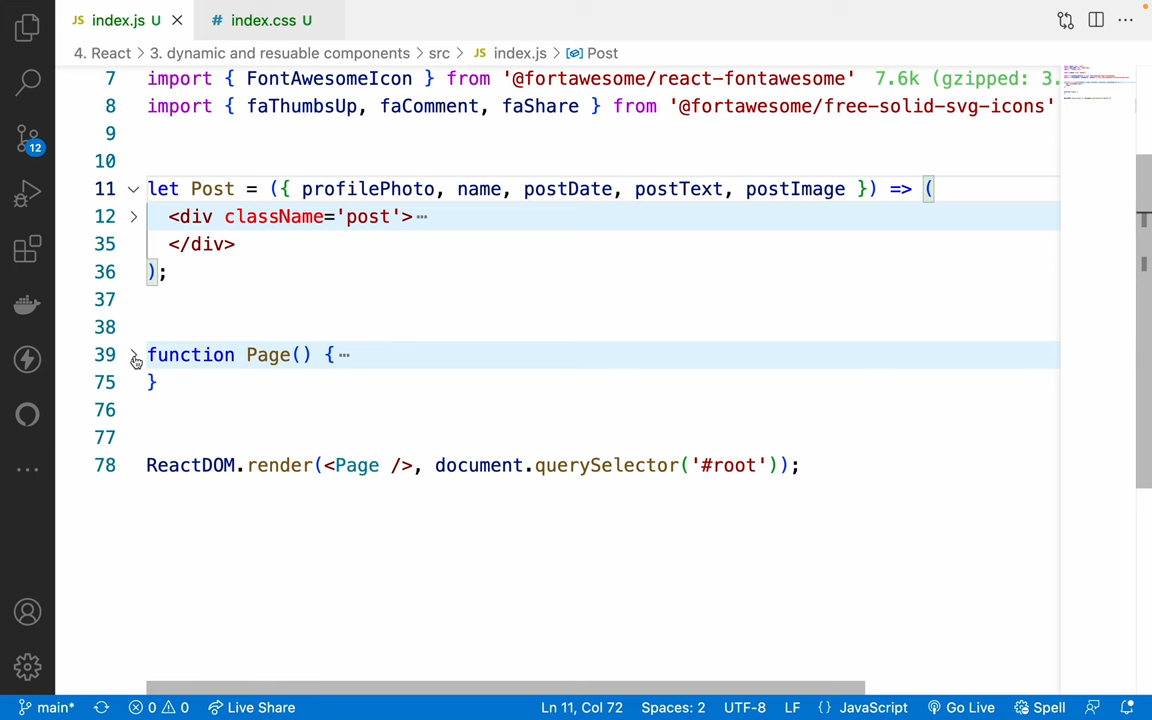 JS index.js U
# index.css U
4. React > 3. dynamic and resuable components > src > JS index.js > Post
7 import { FontAwesomeIcon } from '@fortawesome/react-fontawesome' 7.6k (gzipped: 3.
8 import { faThumbsUp, faComment, faShare } from '@fortawesome/free-solid-svg-icons'
9
10
11 let Post = ({ profilePhoto, name, postDate, postText, postImage }) => (
12 <div className='post'>⋯
35 </div>
36 );
37
38
39 function Page() {⋯
75 }
76
77
78 ReactDOM.render(<Page />, document.querySelector('#root'));
12
main* 0 0 Live Share Ln 11, Col 72 Spaces: 2 UTF-8 LF {} JavaScript Go Live Spell